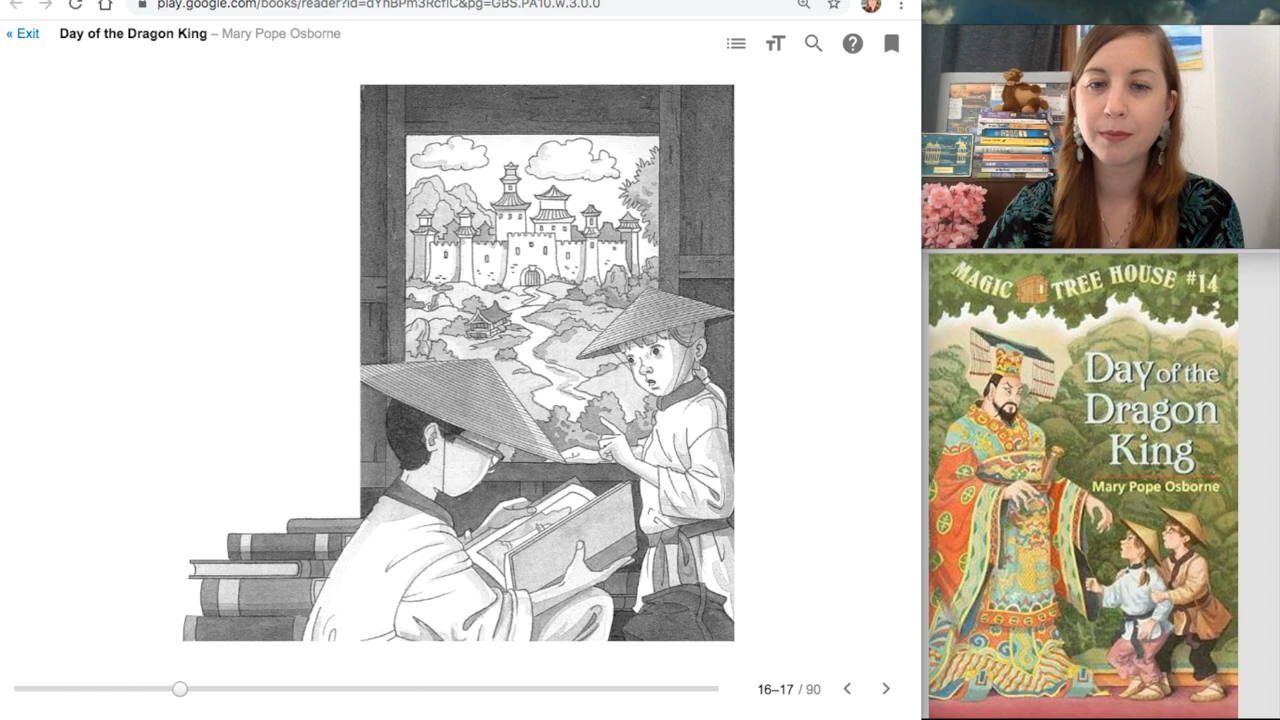 play.google.com/books/reader?id=dYhBPm3RcfIC&pg=GBS.PA10.w.3.0.0
« Exit Day of the Dragon King – Mary Pope Osborne
16–17 / 90
MAGIC TREE HOUSE #14
Day of the
Dragon
King
Mary Pope Osborne